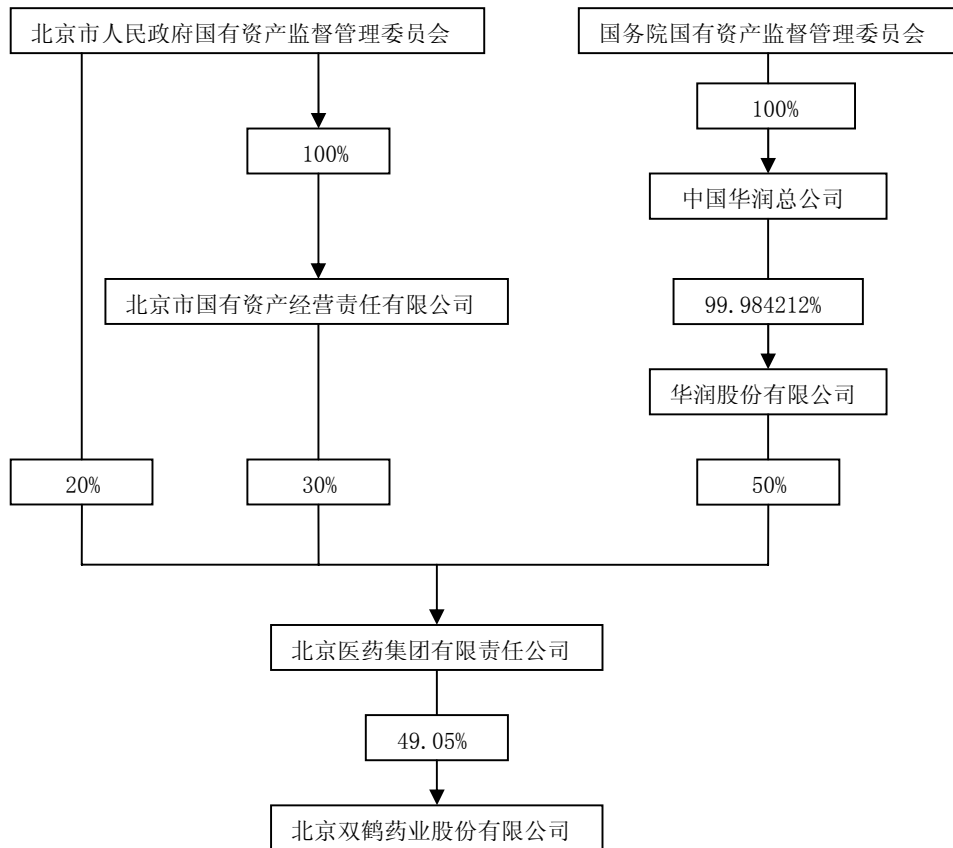 北京市人民政府国有资产监督管理委员会
国务院国有资产监督管理委员会
100%
100%
中国华润总公司
北京市国有资产经营责任有限公司
99.984212%
华润股份有限公司
20%
30%
50%
北京医药集团有限责任公司
49.05%
北京双鹤药业股份有限公司